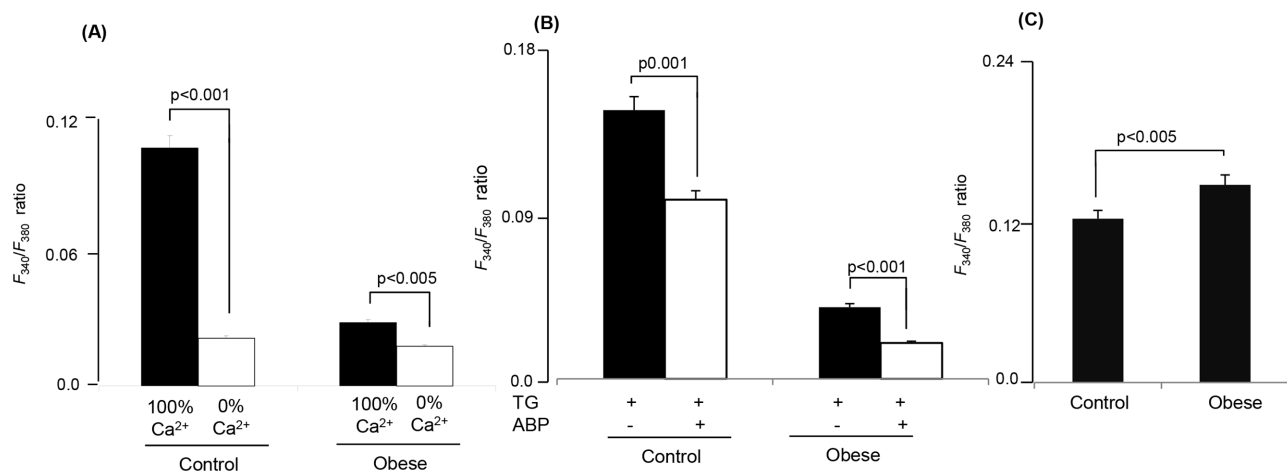 (A)
p<0.001
0.12
0.06
0.0
F340/F380 ratio
p<0.005
100% 0% 100% 0%
Ca²⁺ Ca²⁺ Ca²⁺ Ca²⁺
Control Obese
(B)
0.18
p0.001
0.09
F340/F380 ratio
p<0.001
0.0
TG + + + +
ABP - + - +
Control Obese
(C)
0.24
p<0.005
0.12
F340/F380 ratio
0.00
Control Obese